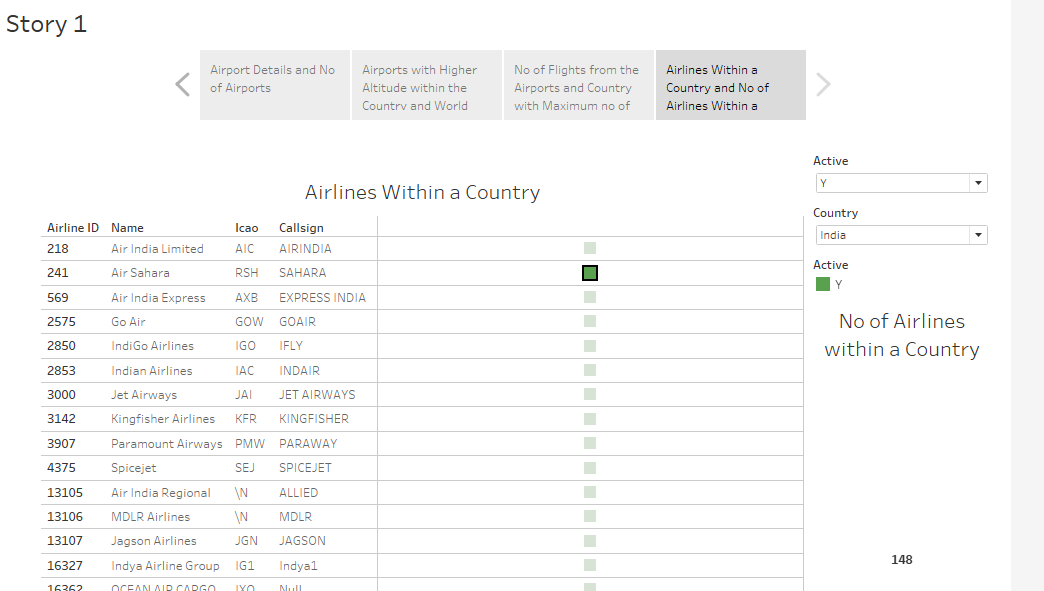 Story 1
Airport Details and No
of Airports
Airports with Higher
Altitude within the
Country and World
No of Flights from the
Airports and Country
with Maximum no of
Airlines Within a
Country and No of
Airlines Within a
Airlines Within a Country
Airline ID Name Icao Callsign
218 Air India Limited AIC AIRINDIA
241 Air Sahara RSH SAHARA
569 Air India Express AXB EXPRESS INDIA
2575 Go Air GOW GOAIR
2850 IndiGo Airlines IGO IFLY
2853 Indian Airlines IAC INDAIR
3000 Jet Airways JAI JET AIRWAYS
3142 Kingfisher Airlines KFR KINGFISHER
3907 Paramount Airways PMW PARAWAY
4375 Spicejet SEJ SPICEJET
13105 Air India Regional \N ALLIED
13106 MDLR Airlines \N MDLR
13107 Jagson Airlines JGN JAGSON
16327 Indya Airline Group IG1 Indya1
16362 OCEAN AIR CARGO IXO Null
Active
Y
Country
India
Active
Y
No of Airlines
within a Country
148